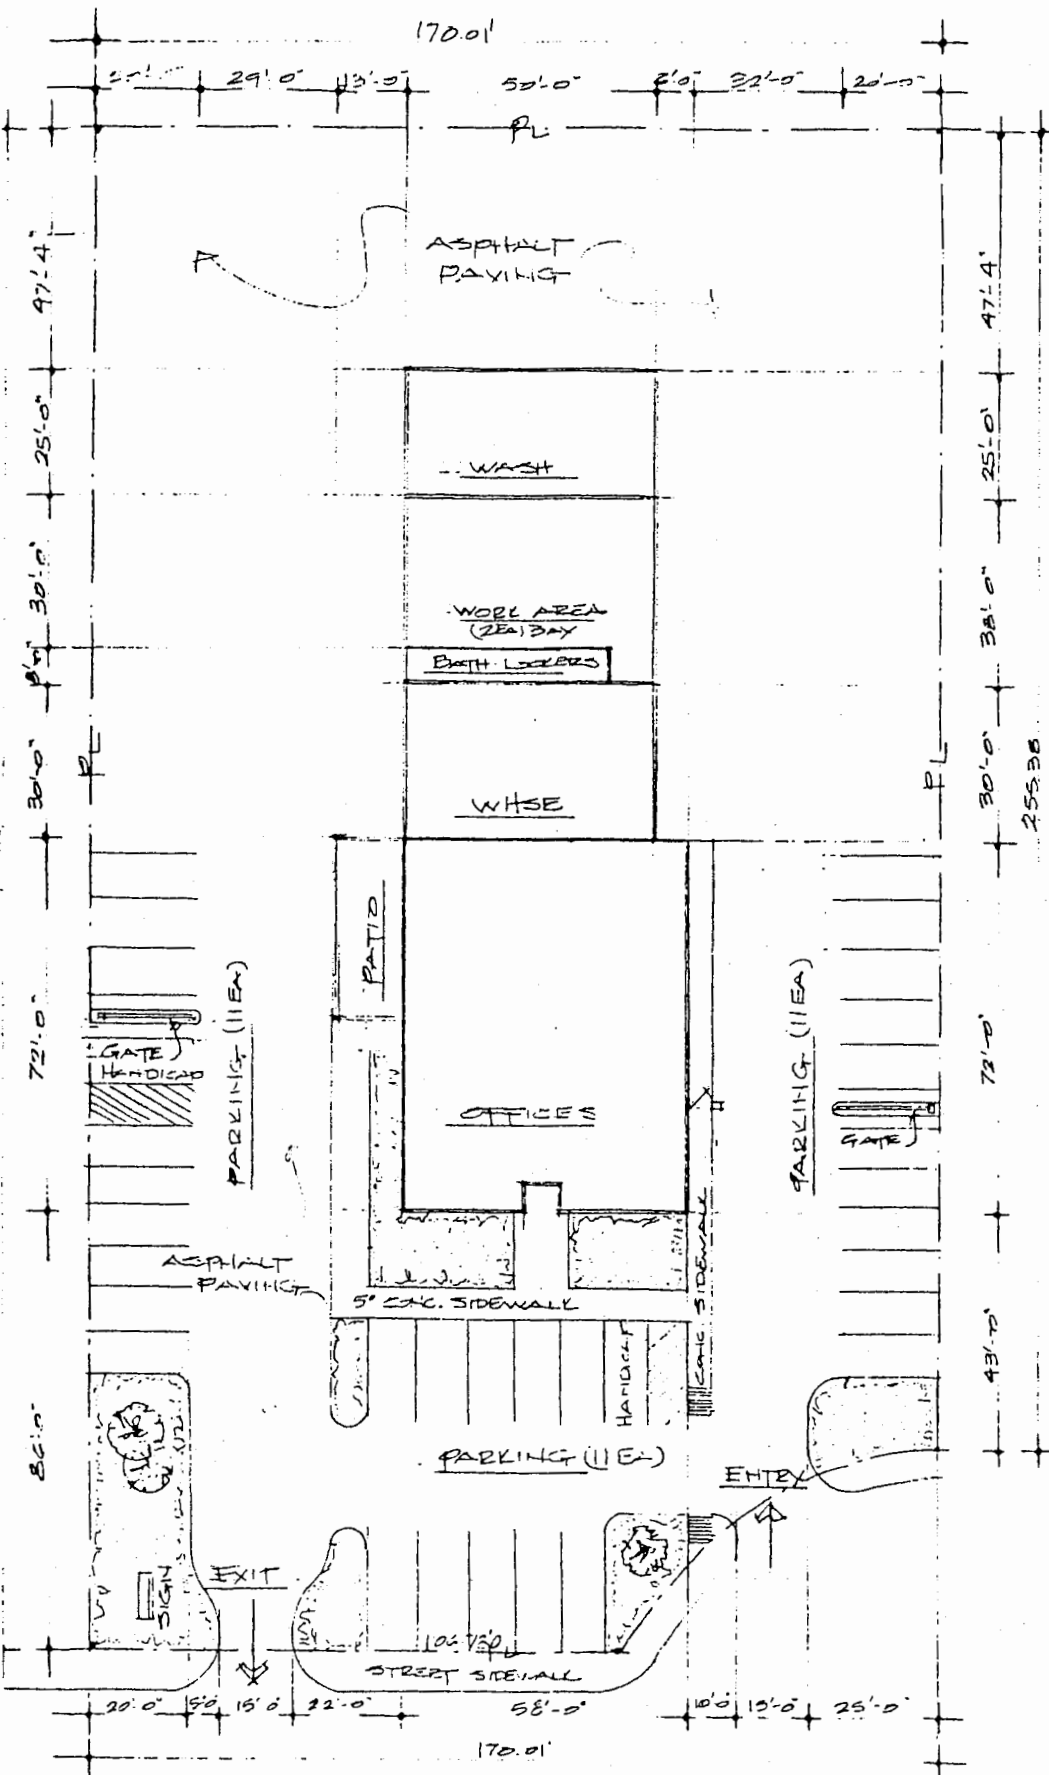 170.01'
29'-0"
13'-0"
50'-0"
32'-0"
20'-0"
PL
ASPHALT
PAVING
47'-4"
47'-4"
25'-0"
25'-0"
WASH
30'-0"
38'-0"
WORK AREA
(2EA) BAY
BATH LOCKERS
8'-0"
PL
PL
30'-0"
30'-0"
255.38
WHSE
PATIO
72'-0"
72'-0"
PARKING (11 EA)
PARKING (11 EA)
GATE
HANDICAP
GATE
OFFICES
ASPHALT
PAVING
5' CONC. SIDEWALK
CONC. SIDEWALK
HANDICAP
43'-0"
PARKING (11 EA)
ENTRY
SIGN
EXIT
STREET SIDEWALK
20'-0"
5'0
15'-0"
22'-0"
58'-0"
10'0
15'-0"
25'-0"
170.01'